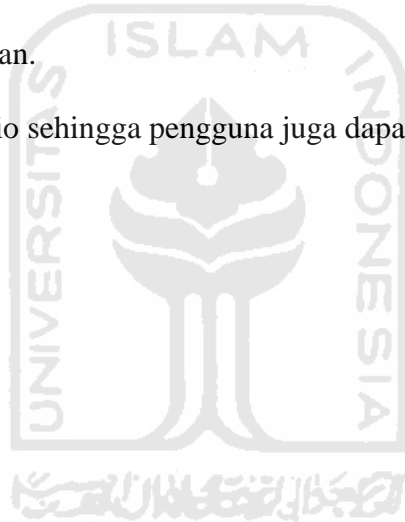 an.
io sehingga pengguna juga dapa
ISLAM
UNIVERSITAS
INDONESIA